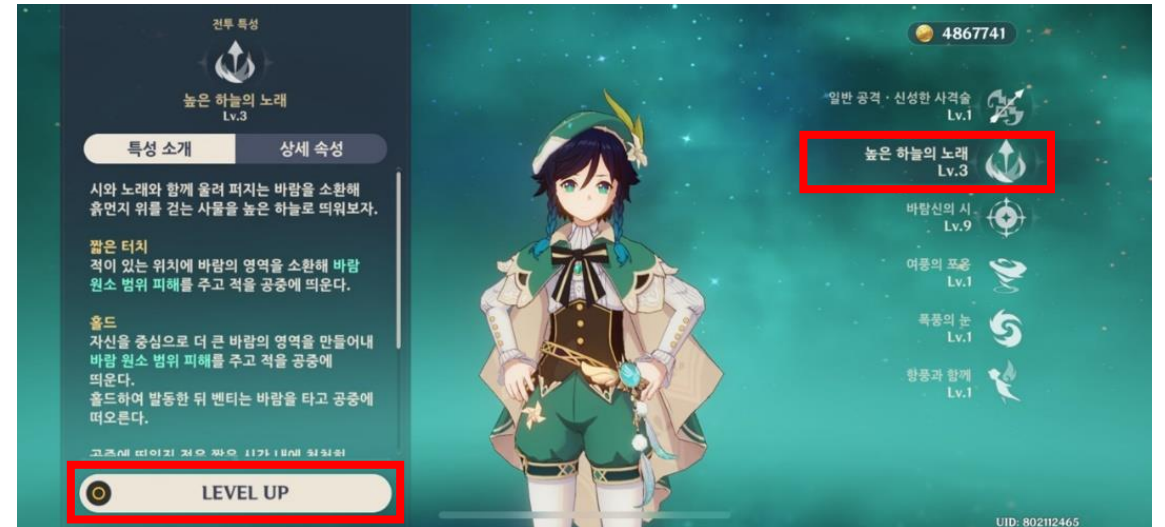 전투 특성
높은 하늘의 노래
Lv.3
특성 소개
상세 속성
시와 노래와 함께 울려 퍼지는 바람을 소환해
흙먼지 위를 걷는 사물을 높은 하늘로 띄워보자.
짧은 터치
적이 있는 위치에 바람의 영역을 소환해 바람
원소 범위 피해를 주고 적을 공중에 띄운다.
홀드
자신을 중심으로 더 큰 바람의 영역을 만들어내
바람 원소 범위 피해를 주고 적을 공중에
띄운다.
홀드하여 발동한 뒤 벤티는 바람을 타고 공중에
떠오른다.
LEVEL UP
4867741
일반 공격 · 신성한 사격술
Lv.1
높은 하늘의 노래
Lv.3
바람신의 시
Lv.9
여풍의 포옹
Lv.1
폭풍의 눈
Lv.1
항풍과 함께
Lv.1
UID: 802112465